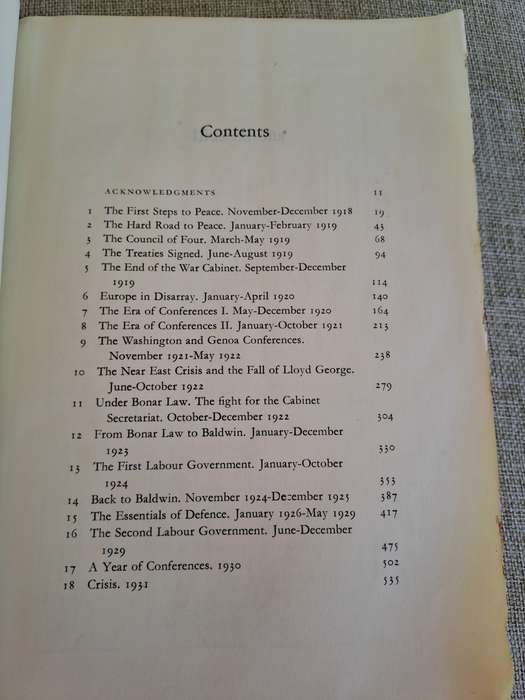 Contents
ACKNOWLEDGMENTS 11
1 The First Steps to Peace. November-December 1918 19
2 The Hard Road to Peace. January-February 1919 43
3 The Council of Four. March-May 1919 68
4 The Treaties Signed. June-August 1919 94
5 The End of the War Cabinet. September-December
1919 114
6 Europe in Disarray. January-April 1920 140
7 The Era of Conferences I. May-December 1920 164
8 The Era of Conferences II. January-October 1921 213
9 The Washington and Genoa Conferences.
November 1921-May 1922 238
10 The Near East Crisis and the Fall of Lloyd George.
June-October 1922 279
11 Under Bonar Law. The fight for the Cabinet
Secretariat. October-December 1922 304
12 From Bonar Law to Baldwin. January-December
1923 330
13 The First Labour Government. January-October
1924 353
14 Back to Baldwin. November 1924-December 1925 387
15 The Essentials of Defence. January 1926-May 1929 417
16 The Second Labour Government. June-December
1929 475
17 A Year of Conferences. 1930 502
18 Crisis. 1931 535